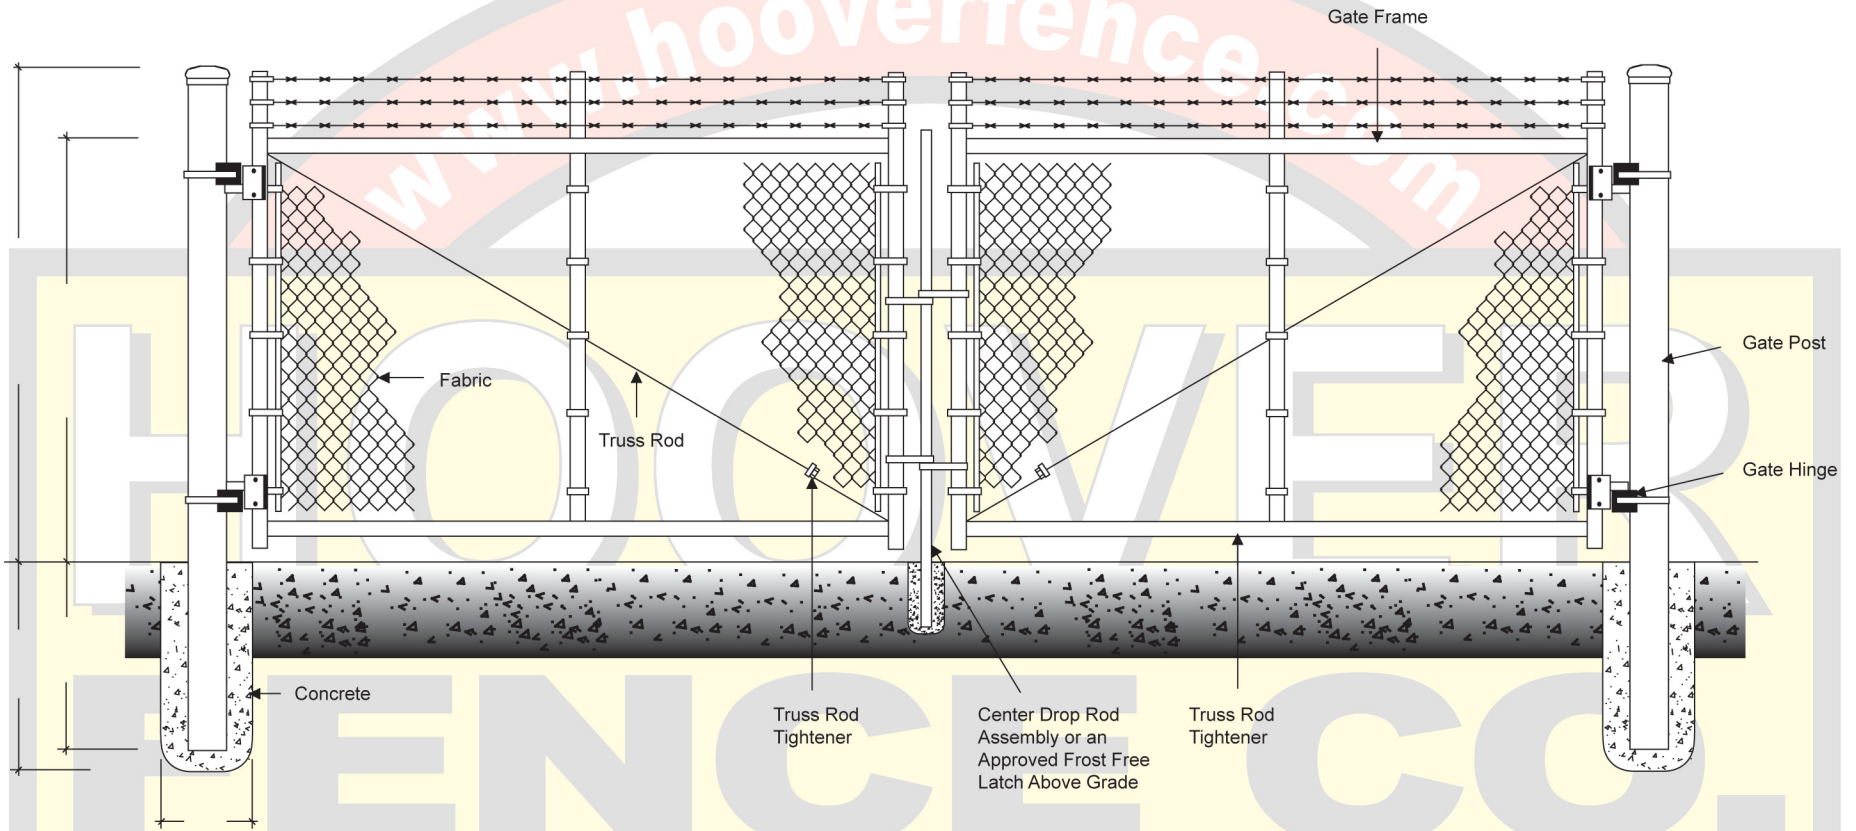 www.hooverfence.com
Gate Frame
HOOVER
Gate Post
Fabric
Truss Rod
Gate Hinge
Concrete
Truss Rod
Tightener
Center Drop Rod
Assembly or an
Approved Frost Free
Latch Above Grade
Truss Rod
Tightener
FENCE CO.